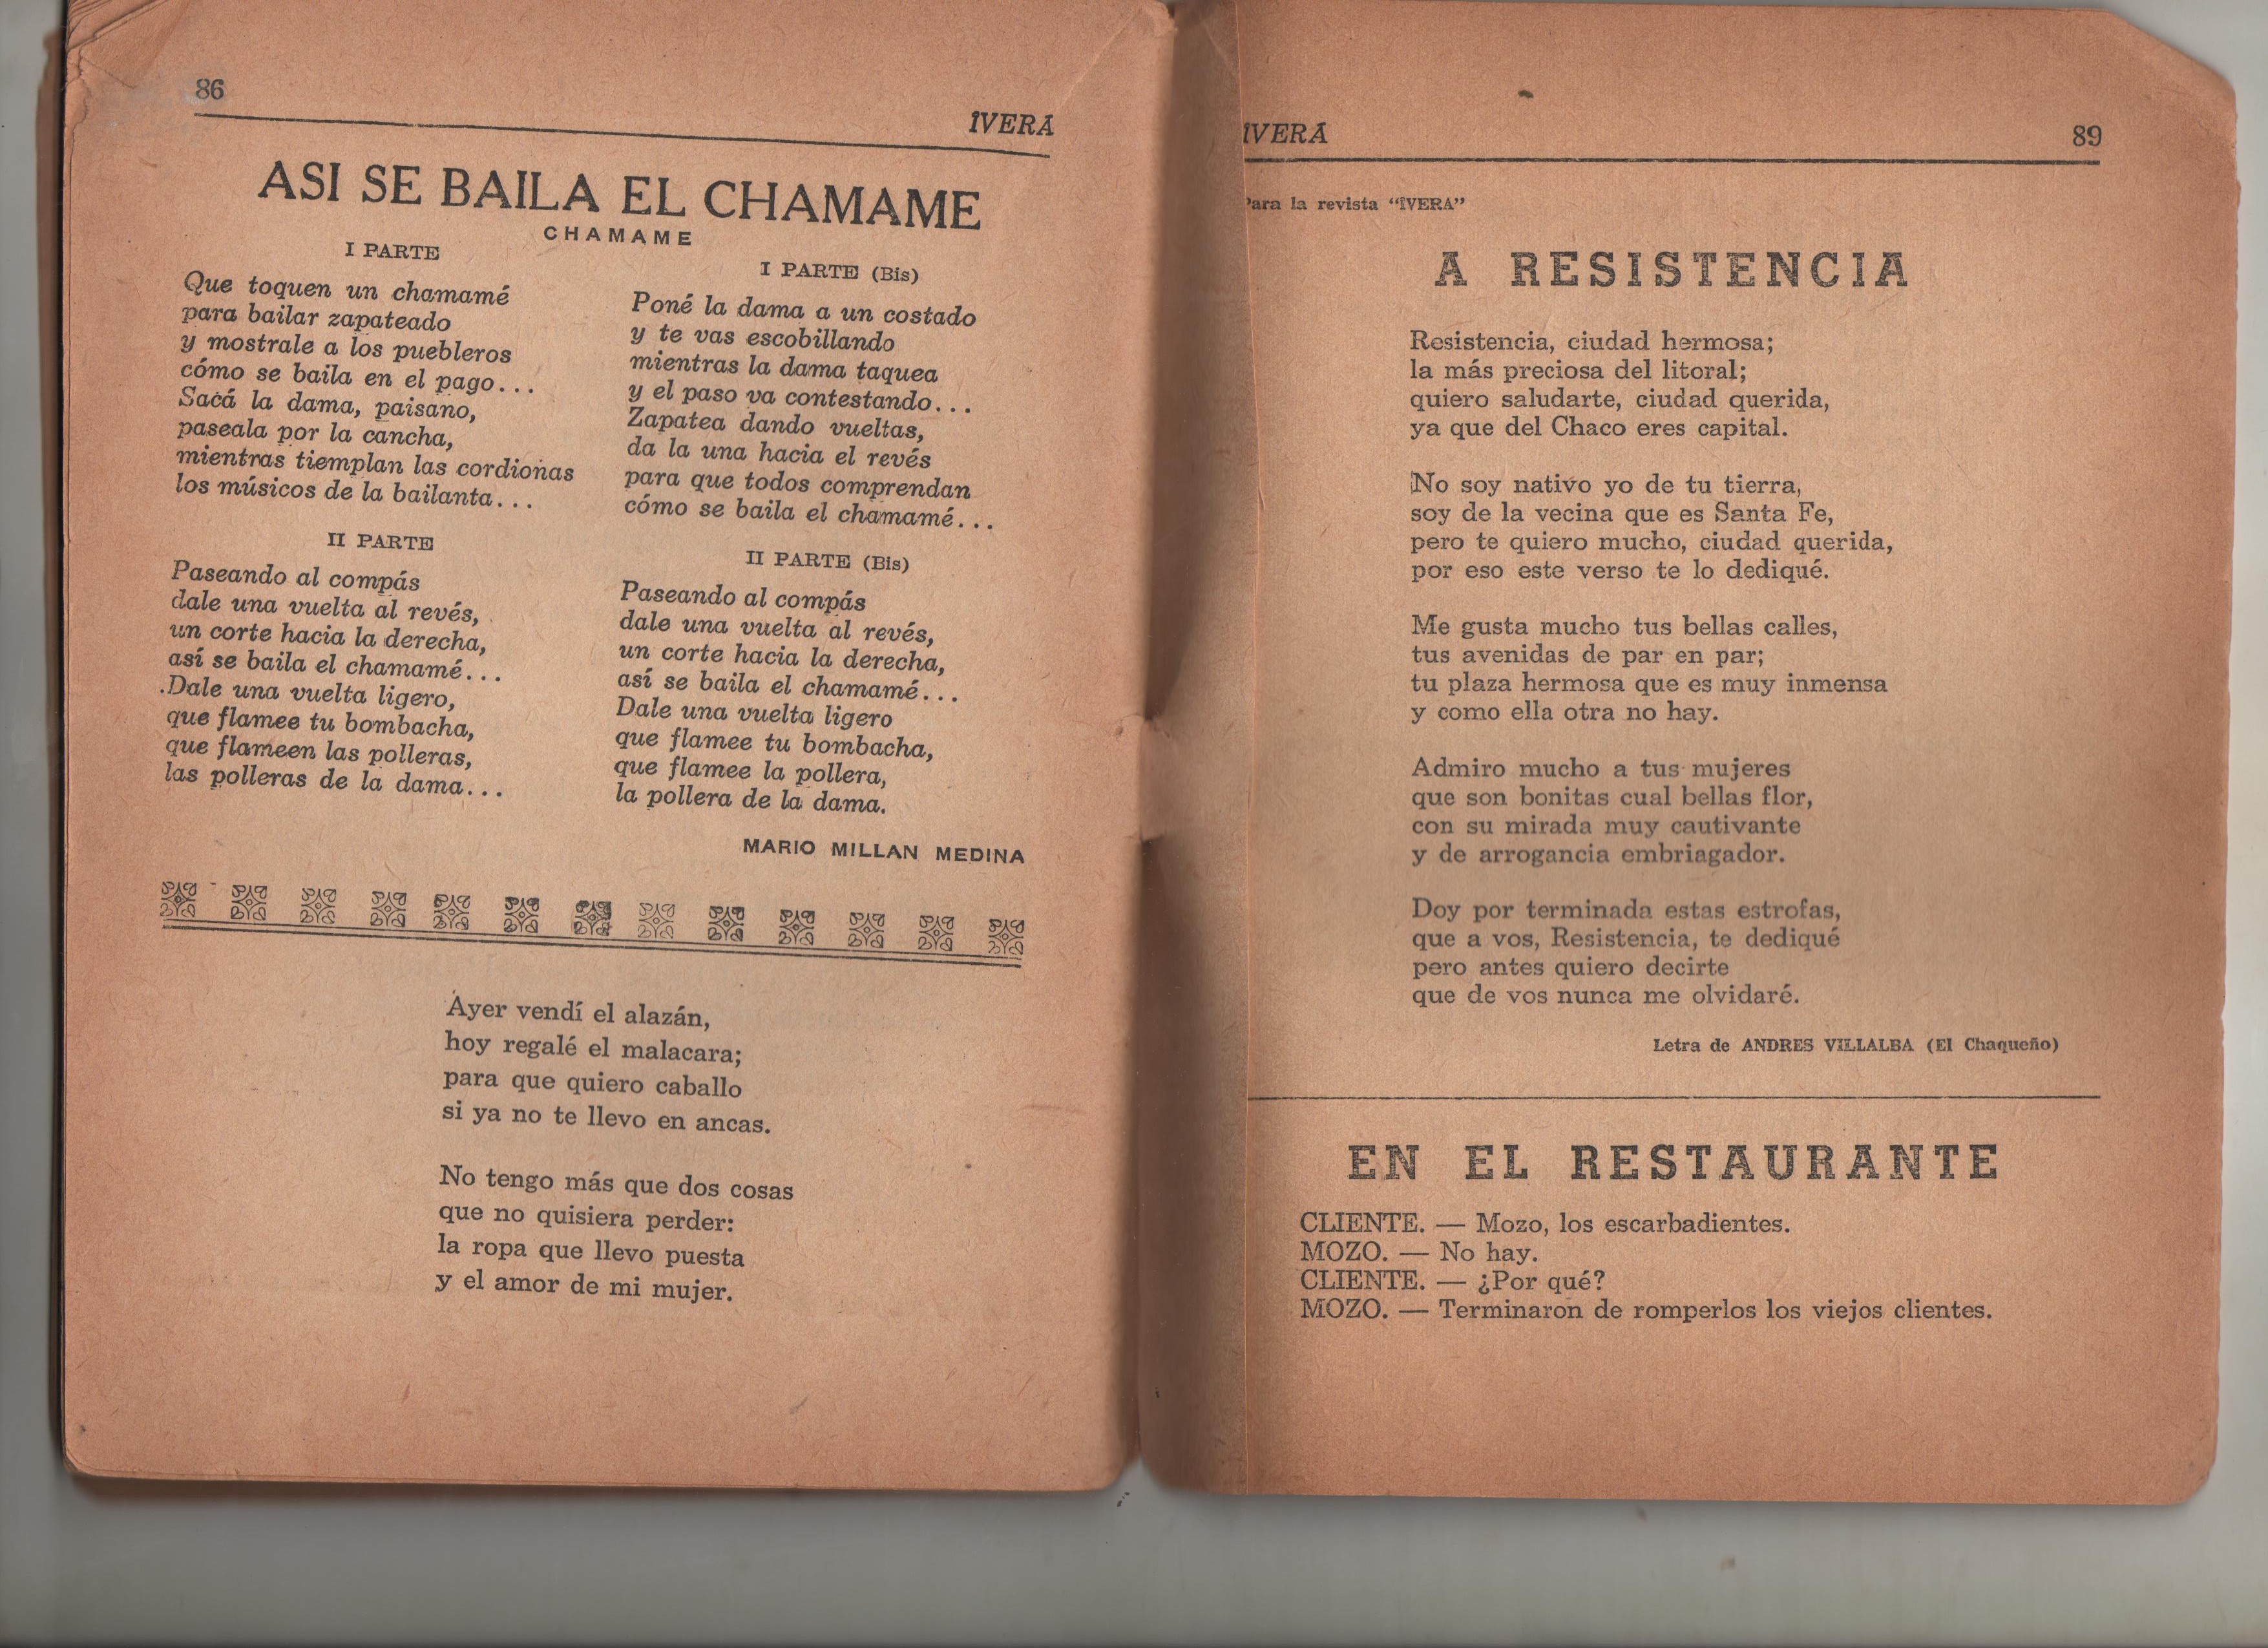 86
ÎVERÁ
ASI SE BAILA EL CHAMAME
CHAMAME
I PARTE
Que toquen un chamamé
para bailar zapateado
y mostrale a los puebleros
cómo se baila en el pago...
Sacá la dama, paisano,
paseala por la cancha,
mientras tiemplan las cordionas
los músicos de la bailanta...
II PARTE
Paseando al compás
dale una vuelta al revés,
un corte hacia la derecha,
así se baila el chamamé...
Dale una vuelta ligero,
que flamee tu bombacha,
que flameen las polleras,
las polleras de la dama...
I PARTE (Bis)
Poné la dama a un costado
y te vas escobillando
mientras la dama taquea
y el paso va contestando...
Zapatea dando vueltas,
da la una hacia el revés
para que todos comprendan
cómo se baila el chamamé...
II PARTE (Bis)
Paseando al compás
dale una vuelta al revés,
un corte hacia la derecha,
así se baila el chamamé...
Dale una vuelta ligero
que flamee tu bombacha,
que flamee la pollera,
la pollera de la dama.
MARIO MILLAN MEDINA
Ayer vendí el alazán,
hoy regalé el malacara;
para que quiero caballo
si ya no te llevo en ancas.
No tengo más que dos cosas
que no quisiera perder:
la ropa que llevo puesta
y el amor de mi mujer.
ÎVERÁ
89
Para la revista “ÎVERA”
A RESISTENCIA
Resistencia, ciudad hermosa;
la más preciosa del litoral;
quiero saludarte, ciudad querida,
ya que del Chaco eres capital.
No soy nativo yo de tu tierra,
soy de la vecina que es Santa Fe,
pero te quiero mucho, ciudad querida,
por eso este verso te lo dediqué.
Me gusta mucho tus bellas calles,
tus avenidas de par en par;
tu plaza hermosa que es muy inmensa
y como ella otra no hay.
Admiro mucho a tus mujeres
que son bonitas cual bellas flor,
con su mirada muy cautivante
y de arrogancia embriagador.
Doy por terminada estas estrofas,
que a vos, Resistencia, te dediqué
pero antes quiero decirte
que de vos nunca me olvidaré.
Letra de ANDRES VILLALBA (El Chaqueño)
EN EL RESTAURANTE
CLIENTE. — Mozo, los escarbadientes.
MOZO. — No hay.
CLIENTE. — ¿Por qué?
MOZO. — Terminaron de romperlos los viejos clientes.